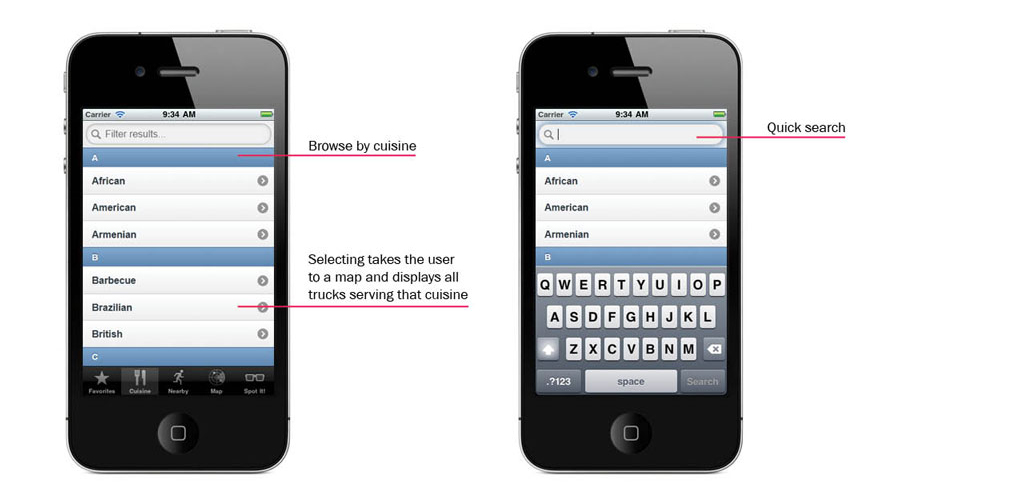 Carrier 9:34 AM
Filter results...
A
African
American
Armenian
B
Barbecue
Brazilian
British
C
Favorites Cuisine Nearby Map Spot It!
Browse by cuisine
Selecting takes the user
to a map and displays all
trucks serving that cuisine
Carrier 9:34 AM
A
African
American
Armenian
B
Q W E R T Y U I O P
A S D F G H J K L
Z X C V B N M
.?123 space Search
Quick search